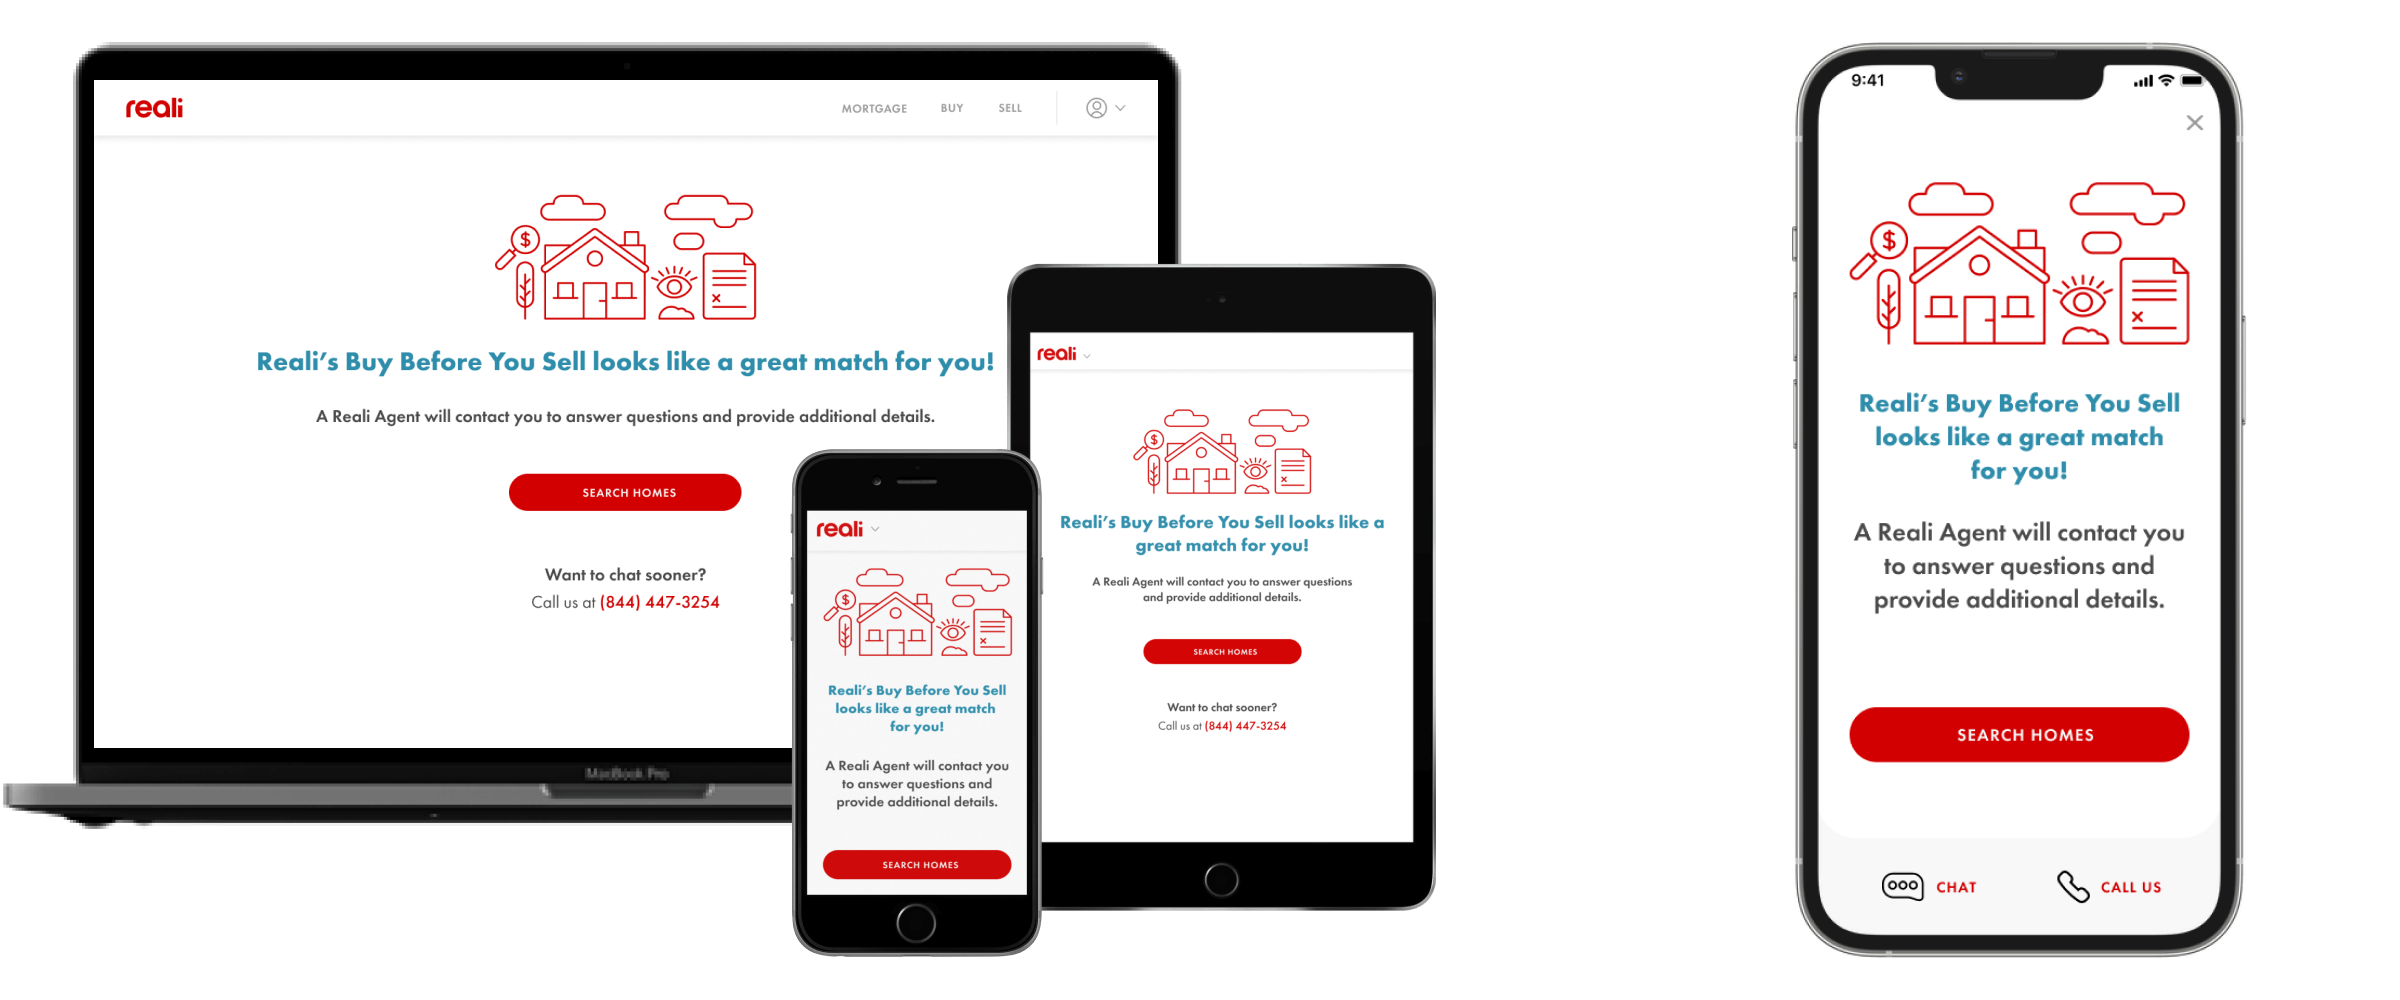 reali
MORTGAGE BUY SELL
$
x
Reali's Buy Before You Sell looks like a great match for you!
A Reali Agent will contact you to answer questions and provide additional details.
SEARCH HOMES
Want to chat sooner?
Call us at (844) 447-3254
MacBook Pro
reali
$
x
Reali's Buy Before You Sell
looks like a great match
for you!
A Reali Agent will contact you
to answer questions and
provide additional details.
SEARCH HOMES
reali
$
x
Reali's Buy Before You Sell looks like a
great match for you!
A Reali Agent will contact you to answer questions
and provide additional details.
SEARCH HOMES
Want to chat sooner?
Call us at (844) 447-3254
9:41
$
x
Reali's Buy Before You Sell
looks like a great match
for you!
A Reali Agent will contact you
to answer questions and
provide additional details.
SEARCH HOMES
CHAT
CALL US